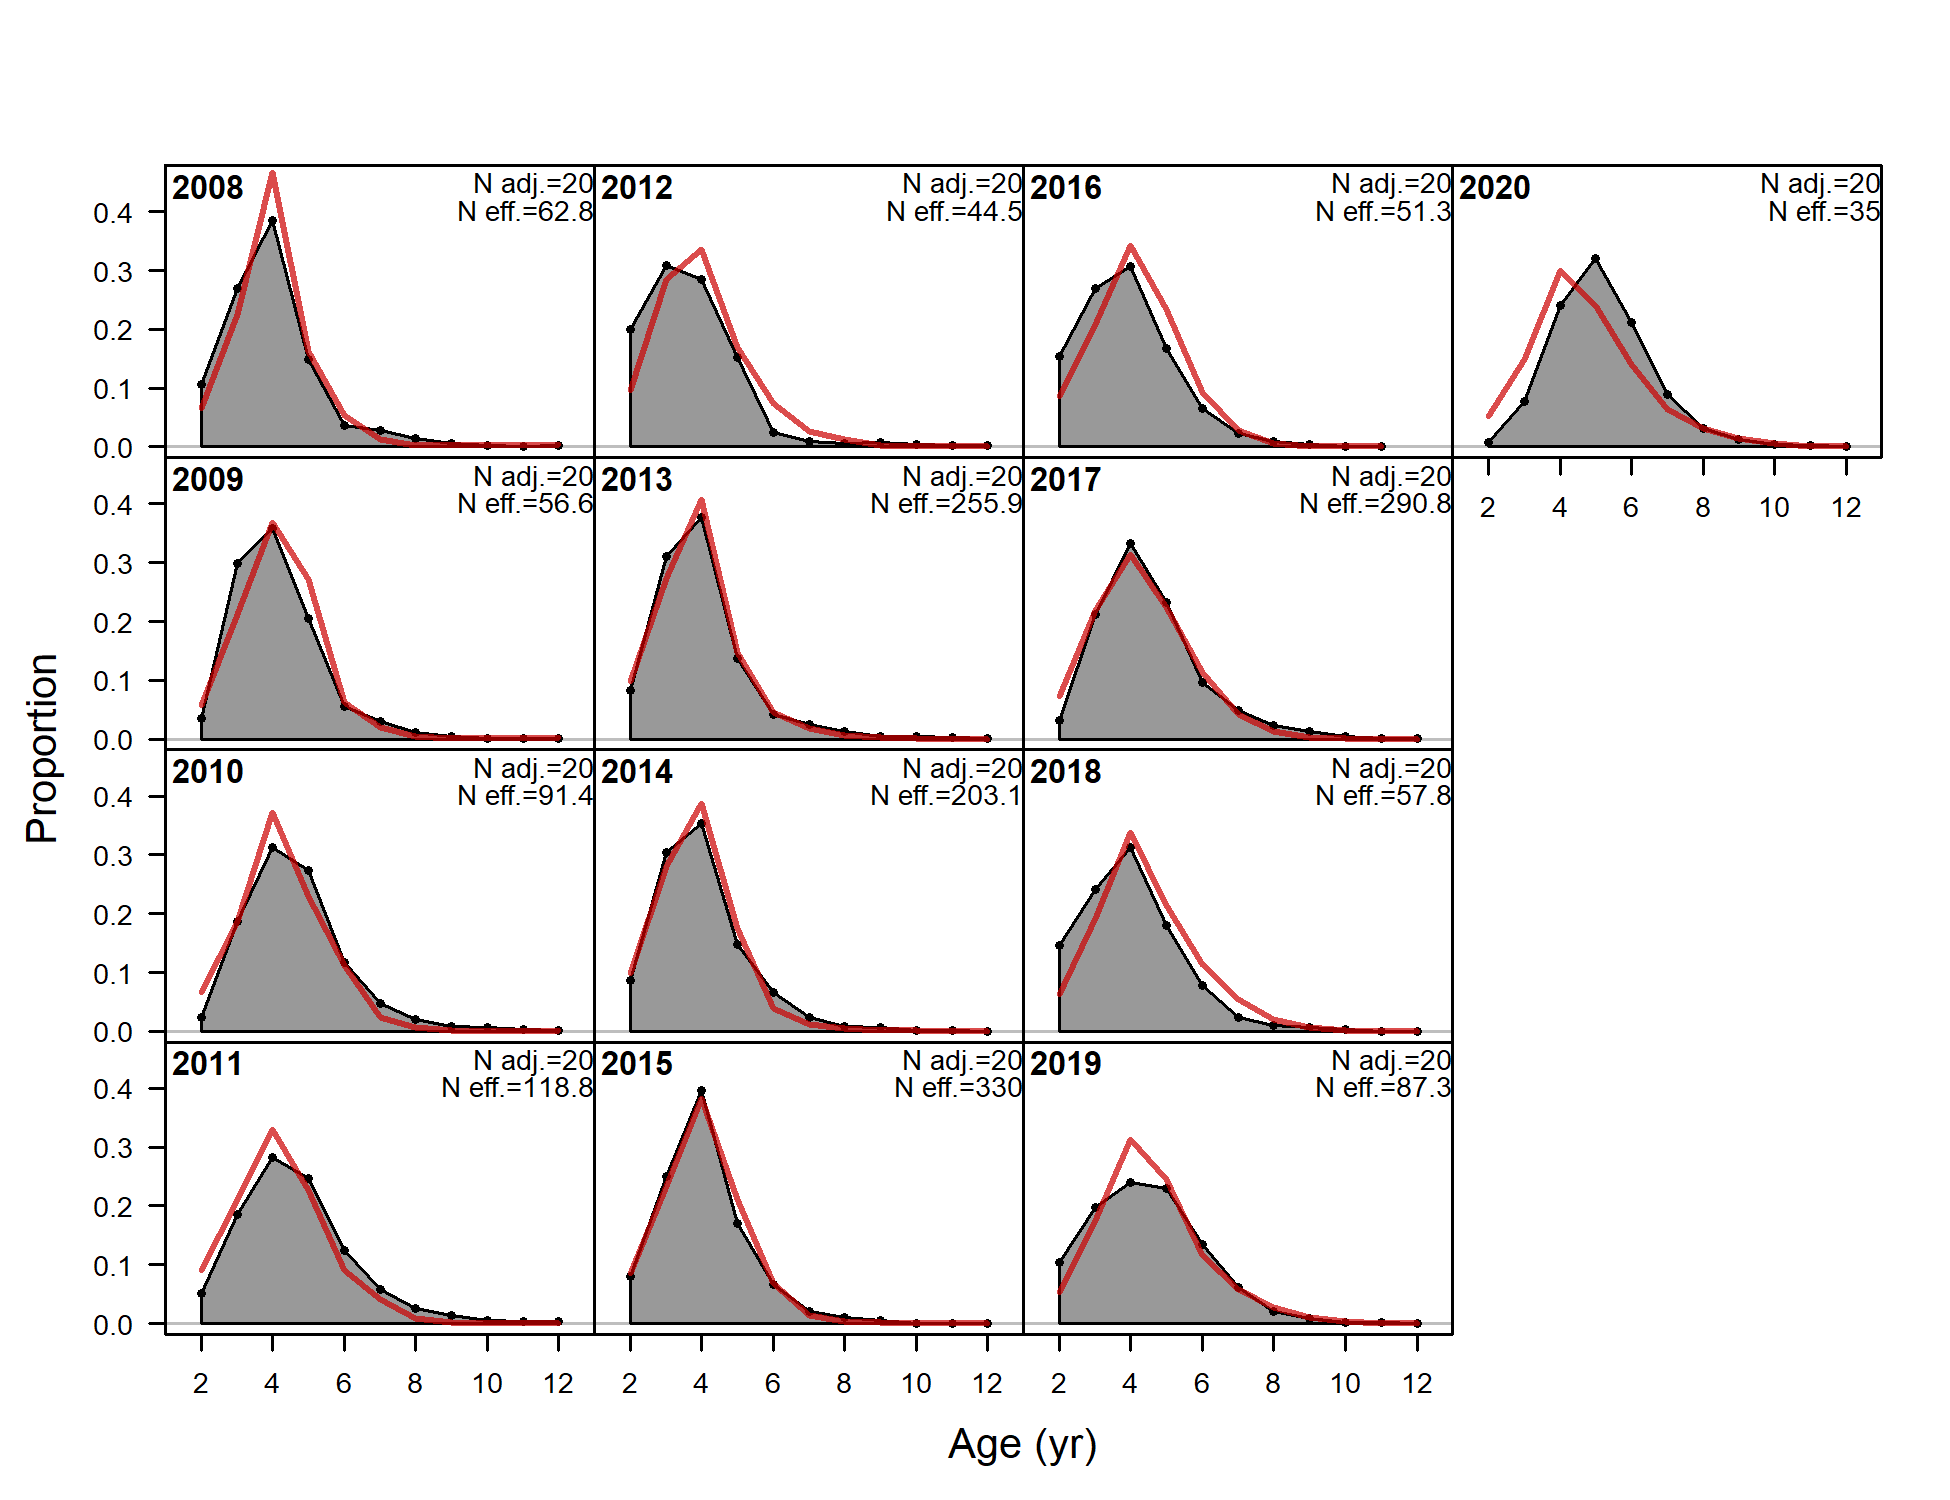 2008 N adj.=20
N eff.=62.8
2012 N adj.=20
N eff.=44.5
2016 N adj.=20
N eff.=51.3
2020 N adj.=20
N eff.=35
0.4
0.3
0.2
0.1
0.0
2 4 6 8 10 12
2009 N adj.=20
N eff.=56.6
2013 N adj.=20
N eff.=255.9
2017 N adj.=20
N eff.=290.8
0.4
0.3
0.2
0.1
0.0
2010 N adj.=20
N eff.=91.4
2014 N adj.=20
N eff.=203.1
2018 N adj.=20
N eff.=57.8
0.4
0.3
0.2
0.1
0.0
2011 N adj.=20
N eff.=118.8
2015 N adj.=20
N eff.=330
2019 N adj.=20
N eff.=87.3
0.4
0.3
0.2
0.1
0.0
2 4 6 8 10 12
2 4 6 8 10 12
2 4 6 8 10 12
Proportion
Age (yr)